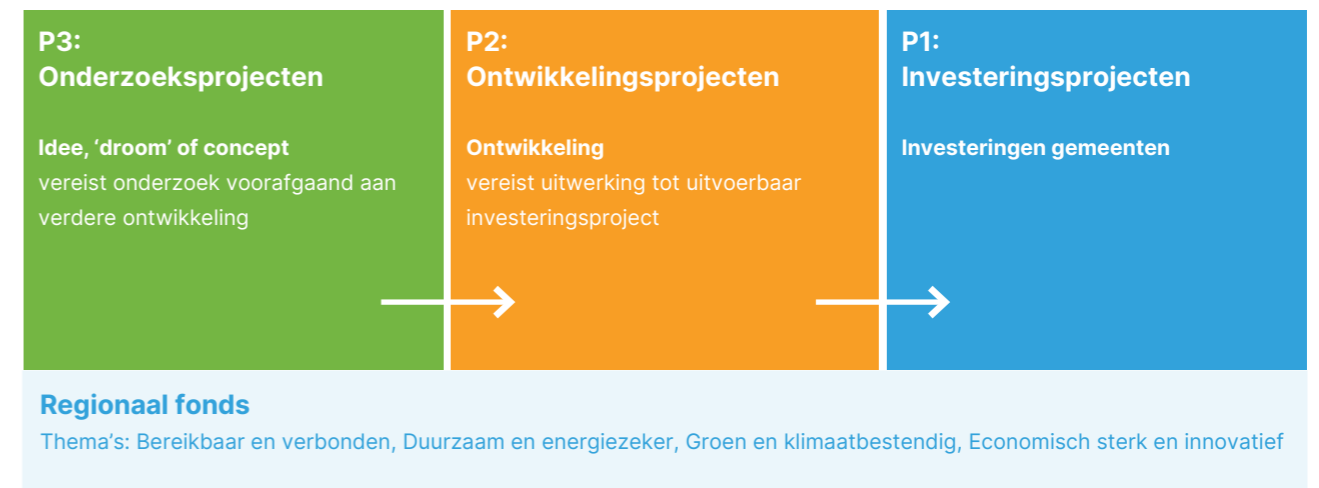 P3:
Onderzoeksprojecten
Idee, ‘droom’ of concept
vereist onderzoek voorafgaand aan
verdere ontwikkeling
P2:
Ontwikkelingsprojecten
Ontwikkeling
vereist uitwerking tot uitvoerbaar
investeringsproject
P1:
Investeringsprojecten
Investeringen gemeenten
Regionaal fonds
Thema’s: Bereikbaar en verbonden, Duurzaam en energiezeker, Groen en klimaatbestendig, Economisch sterk en innovatief